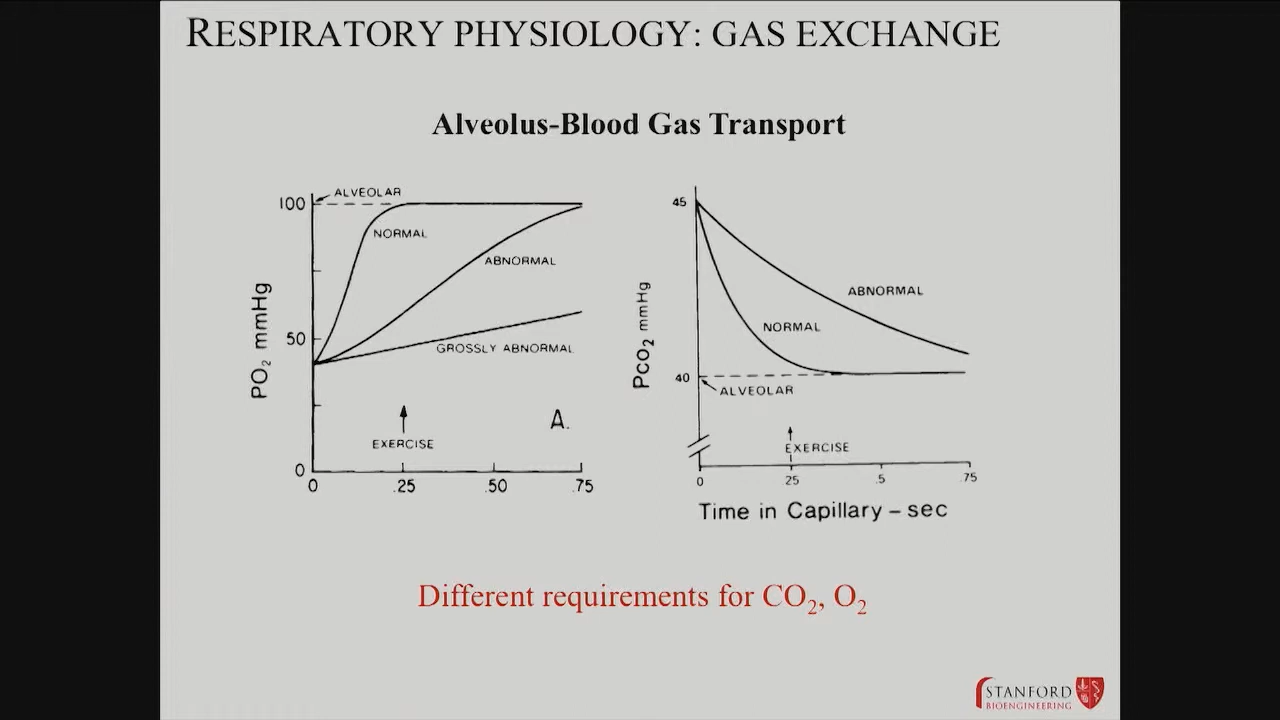 RESPIRATORY PHYSIOLOGY: GAS EXCHANGE
Alveolus-Blood Gas Transport
ALVEOLAR
100
NORMAL
ABNORMAL
50
GROSSLY ABNORMAL
PO2 mmHg
A.
EXERCISE
0
0 .25 .50 .75
45
ABNORMAL
NORMAL
PCO2 mmHg
40
ALVEOLAR
EXERCISE
0 .25 .5 .75
Time in Capillary – sec
Different requirements for CO2, O2
STANFORD
BIOENGINEERING